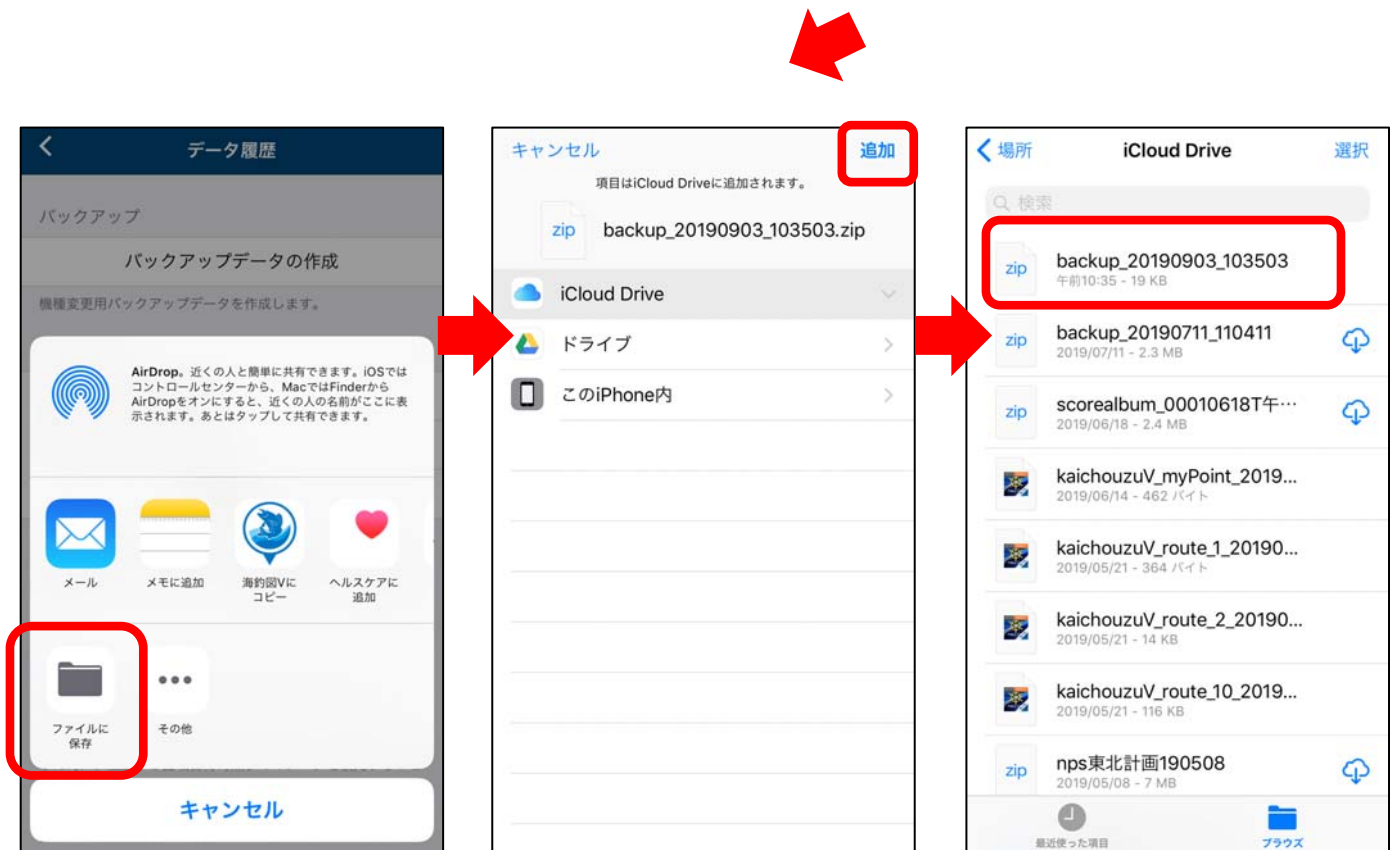 データ履歴
バックアップ
バックアップデータの作成
機種変更用バックアップデータを作成します。
AirDrop。近くの人と簡単に共有できます。iOSでは
コントロールセンターから、MacではFinderから
AirDropをオンにすると、近くの人の名前がここに表
示されます。あとはタップして共有できます。
メール
メモに追加
海釣図Vに
コピー
ヘルスケアに
追加
ファイルに
保存
その他
キャンセル
キャンセル
追加
項目はiCloud Driveに追加されます。
zip
backup_20190903_103503.zip
iCloud Drive
ドライブ
このiPhone内
場所
iCloud Drive
選択
検索
zip
backup_20190903_103503
午前10:35 - 19 KB
zip
backup_20190711_110411
2019/07/11 - 2.3 MB
zip
scorealbum_00010618T午…
2019/06/18 - 2.4 MB
kaichouzuV_myPoint_2019...
2019/06/14 - 462 バイト
kaichouzuV_route_1_20190...
2019/05/21 - 364 バイト
kaichouzuV_route_2_20190...
2019/05/21 - 14 KB
kaichouzuV_route_10_2019...
2019/05/21 - 116 KB
zip
nps東北計画190508
2019/05/08 - 7 MB
最近使った項目
ブラウズ